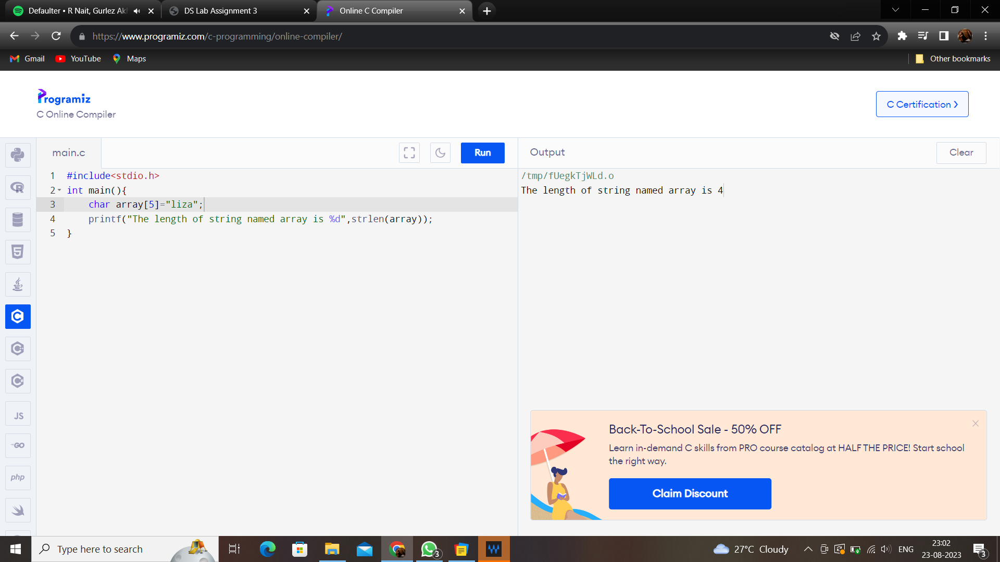 Defaulter • R Nait, Gurlez Ak
DS Lab Assignment 3
Online C Compiler
https://www.programiz.com/c-programming/online-compiler/
Gmail
YouTube
Maps
Other bookmarks
Programiz
C Online Compiler
C Certification >
main.c
Run
Output
Clear
1 #include<stdio.h>
2 int main(){
3 char array[5]="liza";
4 printf("The length of string named array is %d",strlen(array));
5 }
/tmp/fUegkTjWLd.o
The length of string named array is 4
JS
GO
php
Back-To-School Sale - 50% OFF
Learn in-demand C skills from PRO course catalog at HALF THE PRICE! Start school
the right way.
Claim Discount
Type here to search
3
27°C Cloudy
ENG
23:02
23-08-2023
3